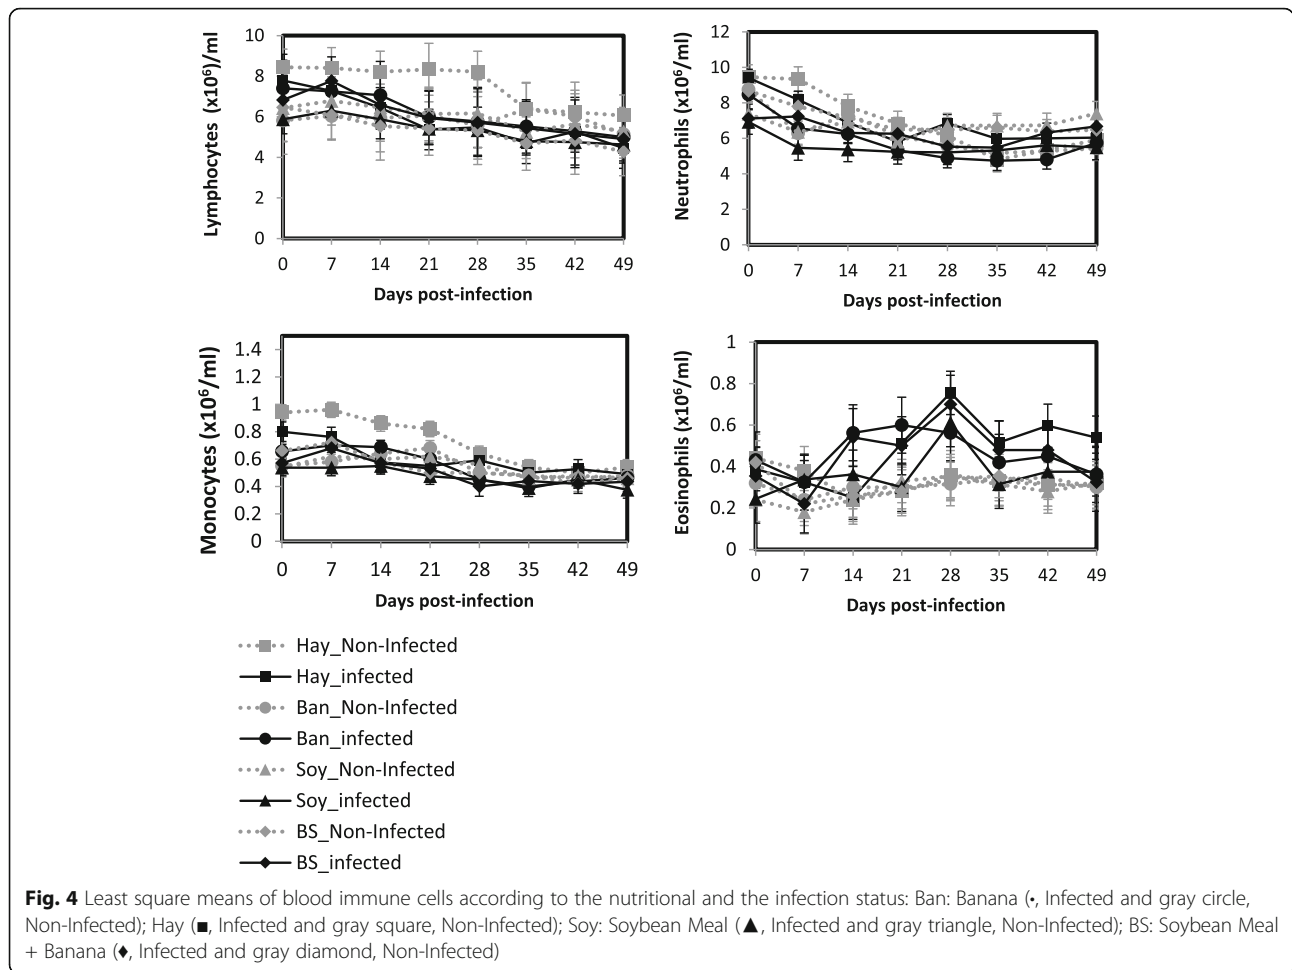 10
8
6
4
2
0
Lymphocytes (x10⁶)/ml
0 7 14 21 28 35 42 49
Days post-infection
12
10
8
6
4
2
0
Neutrophils (x10⁶/ml)
0 7 14 21 28 35 42 49
Days post-infection
1.4
1.2
1
0.8
0.6
0.4
0.2
0
Monocytes (x10⁶/ml)
0 7 14 21 28 35 42 49
Days post-infection
1
0.8
0.6
0.4
0.2
0
Eosinophils (x10⁶/ml)
0 7 14 21 28 35 42 49
Days post-infection
Hay_Non-Infected
Hay_infected
Ban_Non-Infected
Ban_infected
Soy_Non-Infected
Soy_infected
BS_Non-Infected
BS_infected
Fig. 4 Least square means of blood immune cells according to the nutritional and the infection status: Ban: Banana (•, Infected and gray circle,
Non-Infected); Hay (■, Infected and gray square, Non-Infected); Soy: Soybean Meal (▲, Infected and gray triangle, Non-Infected); BS: Soybean Meal
+ Banana (♦, Infected and gray diamond, Non-Infected)